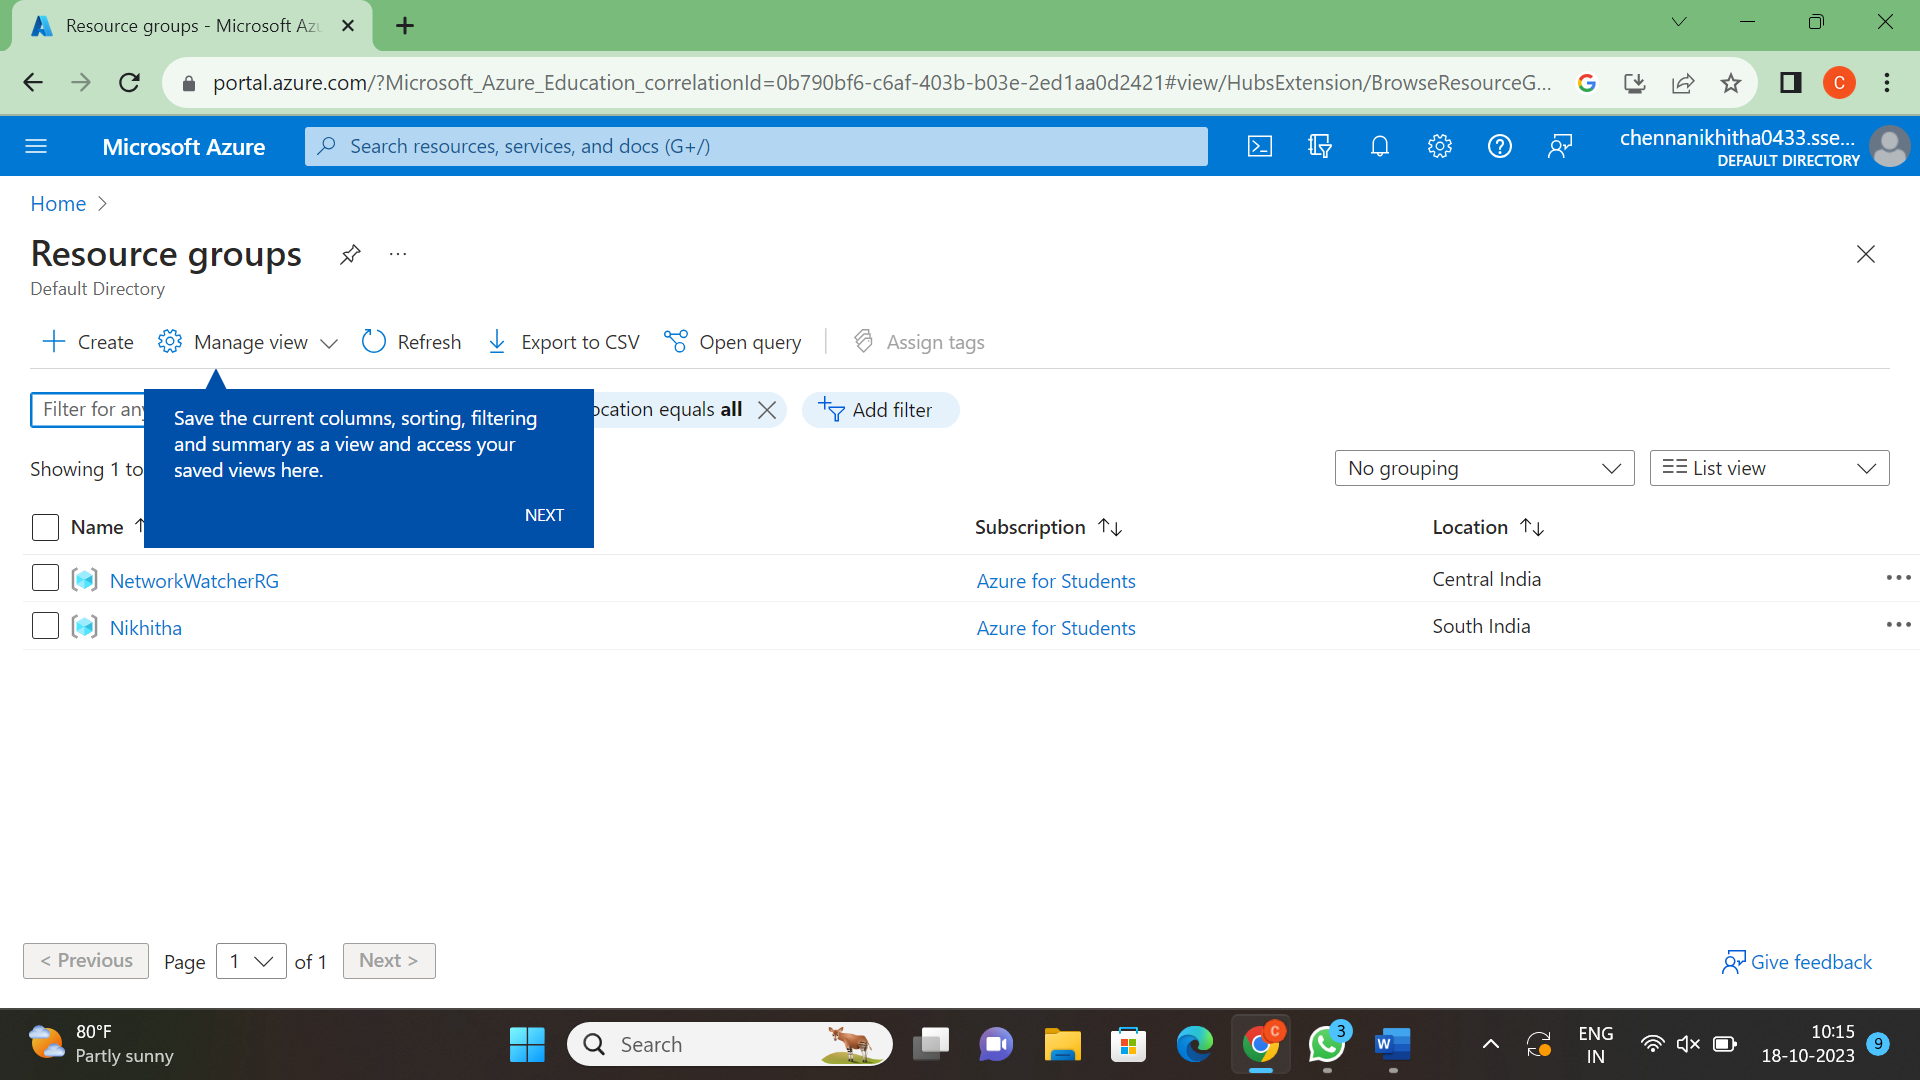 Resource groups - Microsoft Azu
portal.azure.com/?Microsoft_Azure_Education_correlationId=0b790bf6-c6af-403b-b03e-2ed1aa0d2421#view/HubsExtension/BrowseResourceG...
C
Microsoft Azure
Search resources, services, and docs (G+/)
chennanikhitha0433.sse...
DEFAULT DIRECTORY
Home >
Resource groups
...
Default Directory
Create
Manage view
Refresh
Export to CSV
Open query
Assign tags
Filter for any
Save the current columns, sorting, filtering
and summary as a view and access your
saved views here.
NEXT
ocation equals all
Add filter
Showing 1 to
No grouping
List view
Name
Subscription
Location
NetworkWatcherRG
Azure for Students
Central India
Nikhitha
Azure for Students
South India
< Previous
Page
1
of 1
Next >
Give feedback
80°F
Partly sunny
Search
C
3
W
ENG
IN
10:15
18-10-2023
9